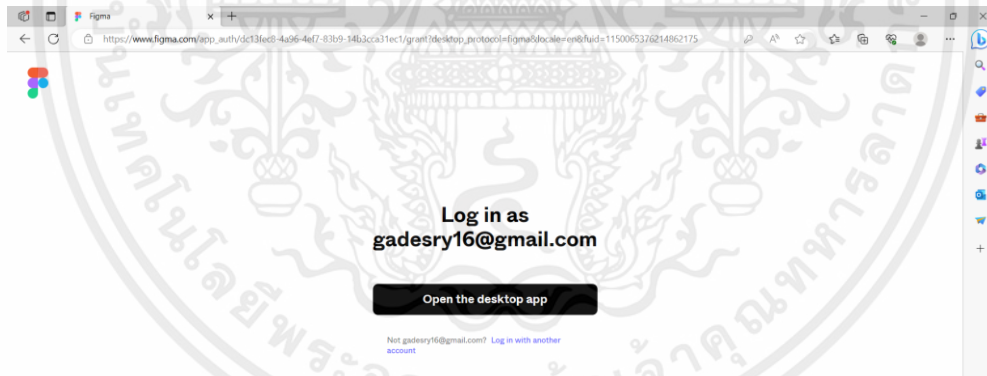 Figma
https://www.figma.com/app_auth/dc13fec8-4a96-4ef7-83b9-14b3cca31ec1/grant?desktop_protocol=figma&locale=en&fuid=1150065376214862175
Log in as
gadesry16@gmail.com
Open the desktop app
Not gadesry16@gmail.com? Log in with another
account